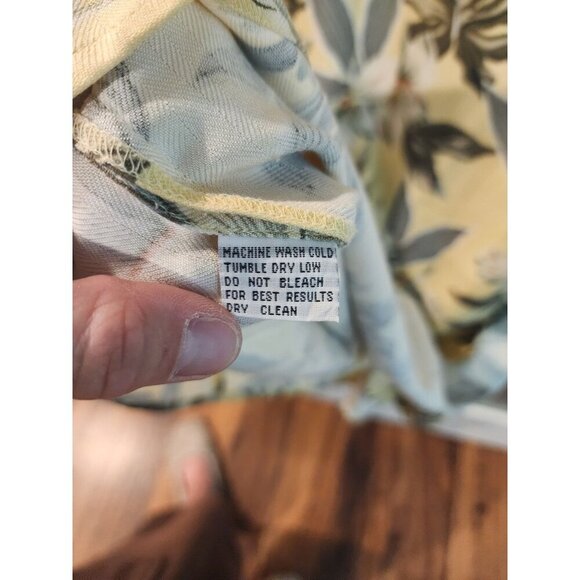 MACHINE WASH COLD
TUMBLE DRY LOW
DO NOT BLEACH
FOR BEST RESULTS
DRY CLEAN